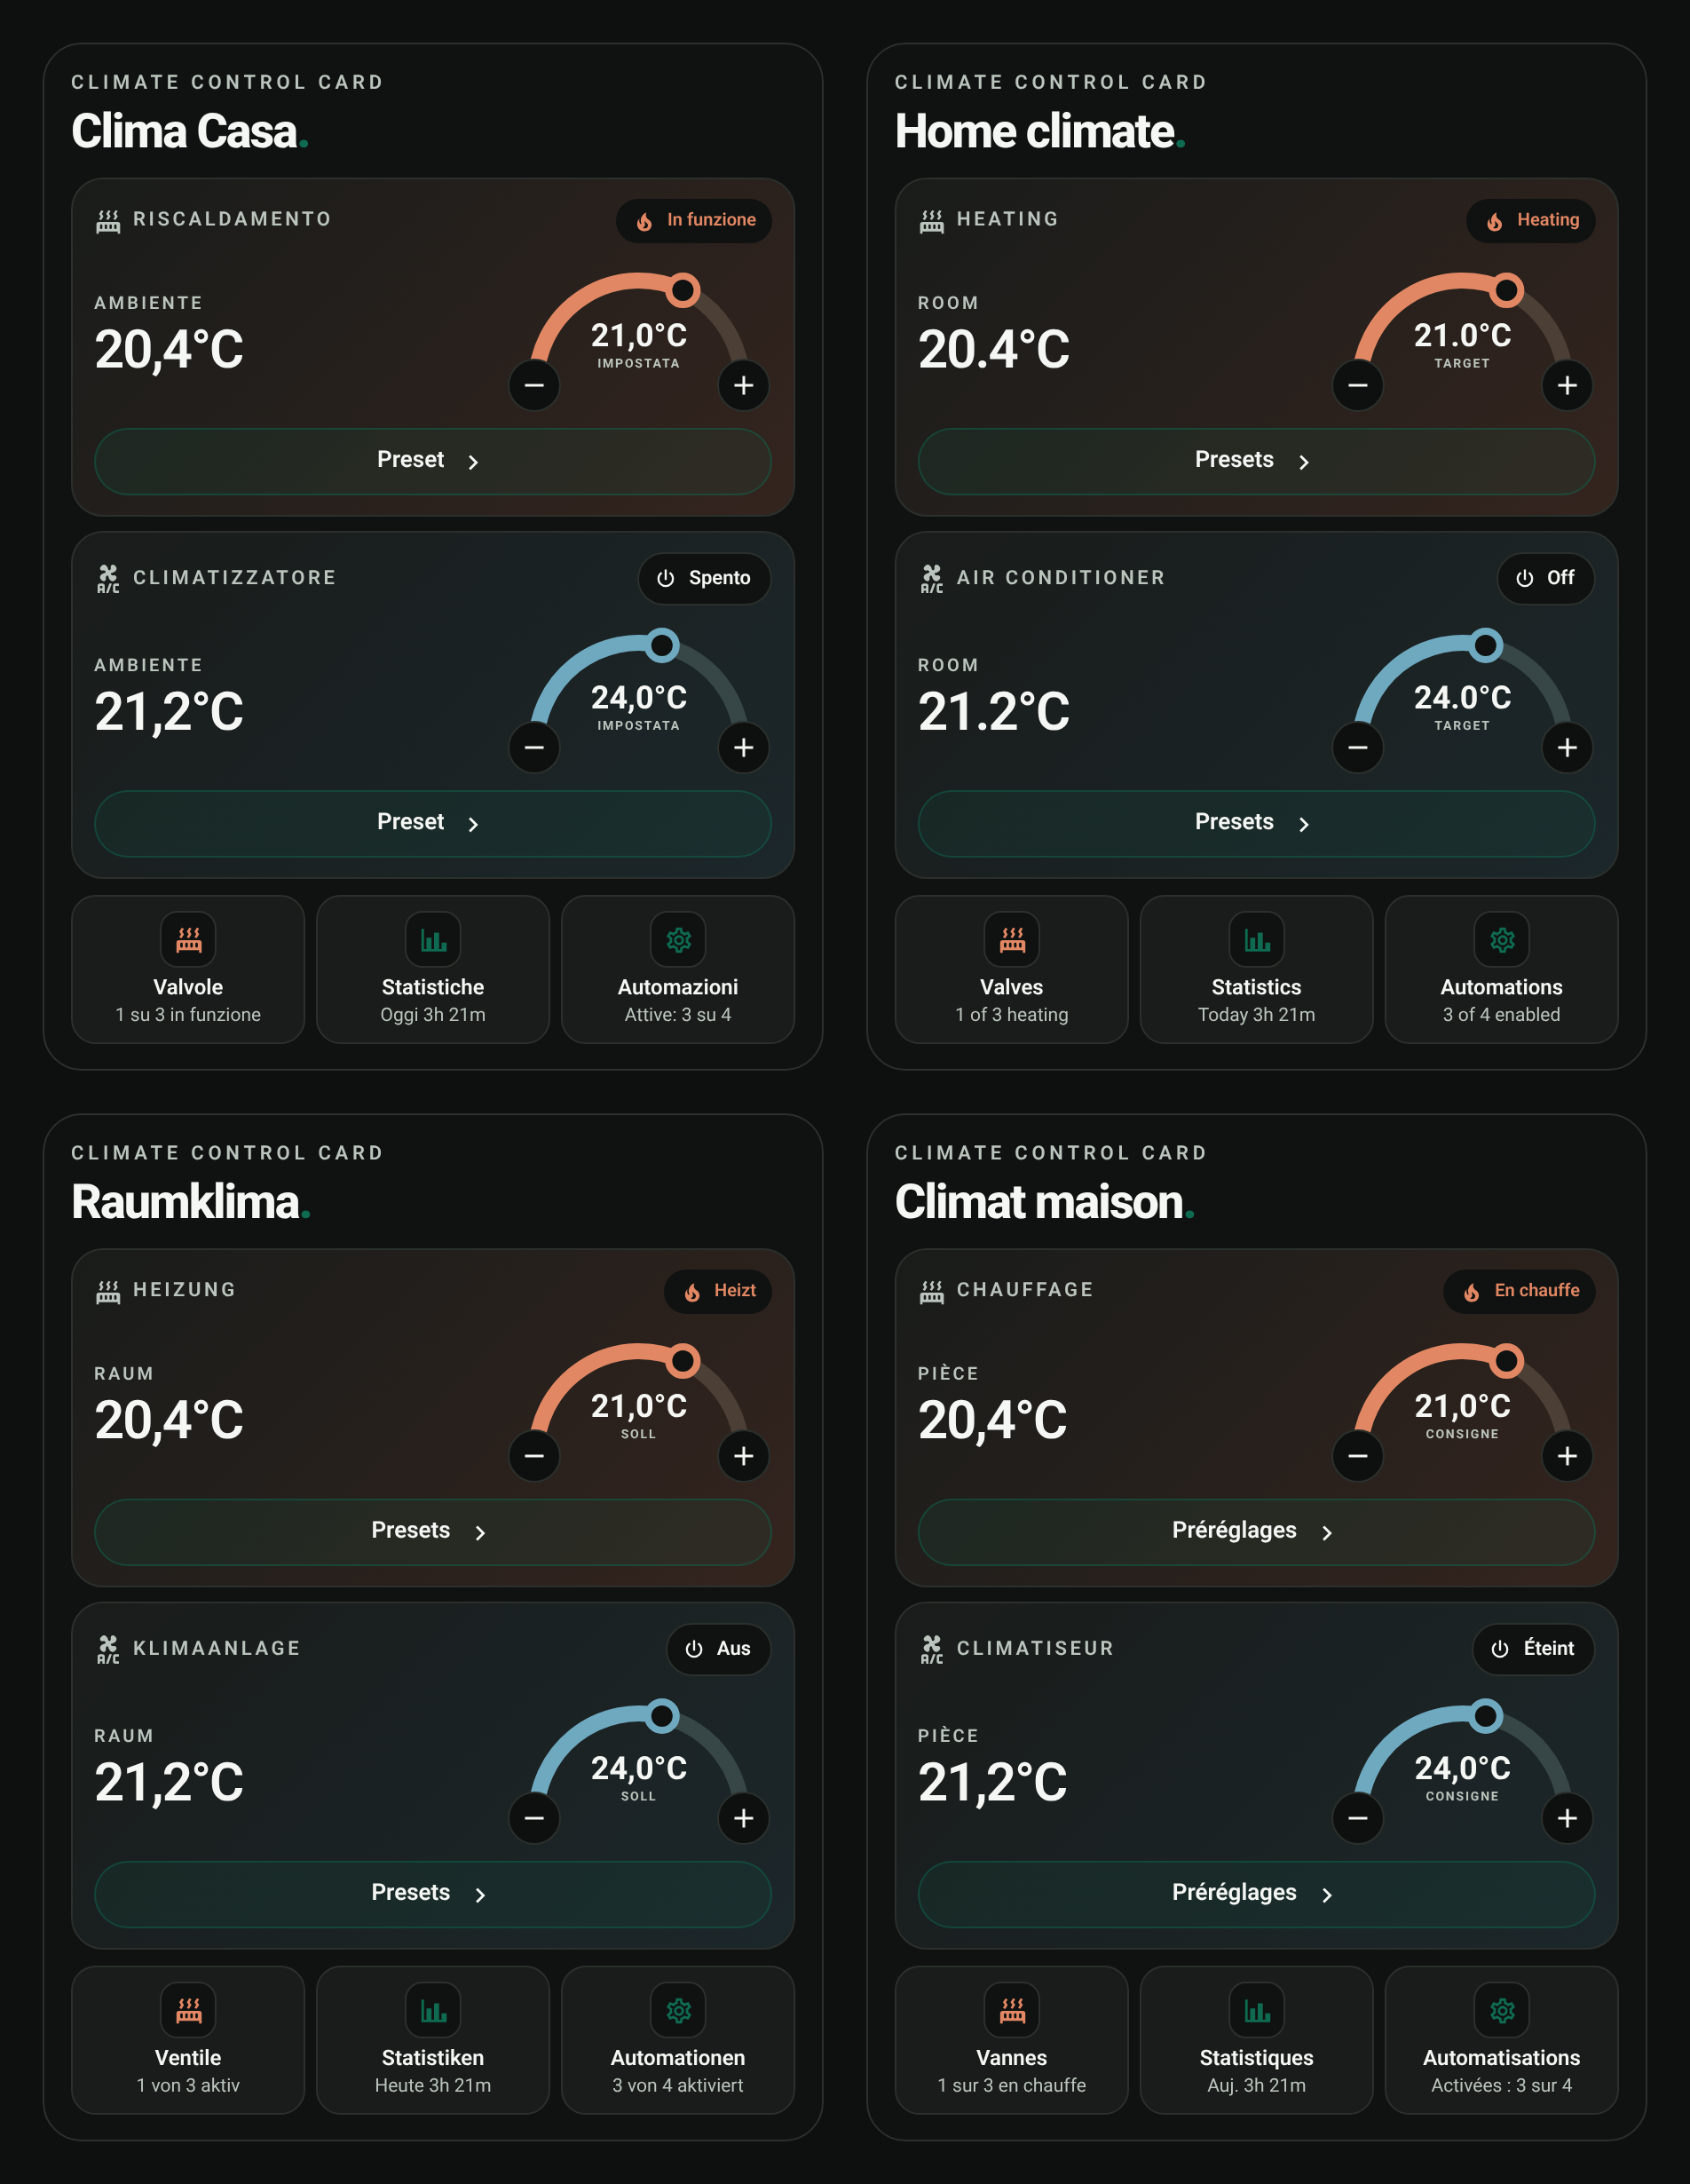 CLIMATE CONTROL CARD
Clima Casa.
RISCALDAMENTO
In funzione
AMBIENTE
20,4°C
21,0°C
IMPOSTATA
Preset
A/C CLIMATIZZATORE
Spento
AMBIENTE
21,2°C
24,0°C
IMPOSTATA
Preset
Valvole
1 su 3 in funzione
Statistiche
Oggi 3h 21m
Automazioni
Attive: 3 su 4
CLIMATE CONTROL CARD
Home climate.
HEATING
Heating
ROOM
20.4°C
21.0°C
TARGET
Presets
A/C AIR CONDITIONER
Off
ROOM
21.2°C
24.0°C
TARGET
Presets
Valves
1 of 3 heating
Statistics
Today 3h 21m
Automations
3 of 4 enabled
CLIMATE CONTROL CARD
Raumklima.
HEIZUNG
Heizt
RAUM
20,4°C
21,0°C
SOLL
Presets
A/C KLIMAANLAGE
Aus
RAUM
21,2°C
24,0°C
SOLL
Presets
Ventile
1 von 3 aktiv
Statistiken
Heute 3h 21m
Automationen
3 von 4 aktiviert
CLIMATE CONTROL CARD
Climat maison.
CHAUFFAGE
En chauffe
PIÈCE
20,4°C
21,0°C
CONSIGNE
Préréglages
A/C CLIMATISEUR
Éteint
PIÈCE
21,2°C
24,0°C
CONSIGNE
Préréglages
Vannes
1 sur 3 en chauffe
Statistiques
Auj. 3h 21m
Automatisations
Activées : 3 sur 4